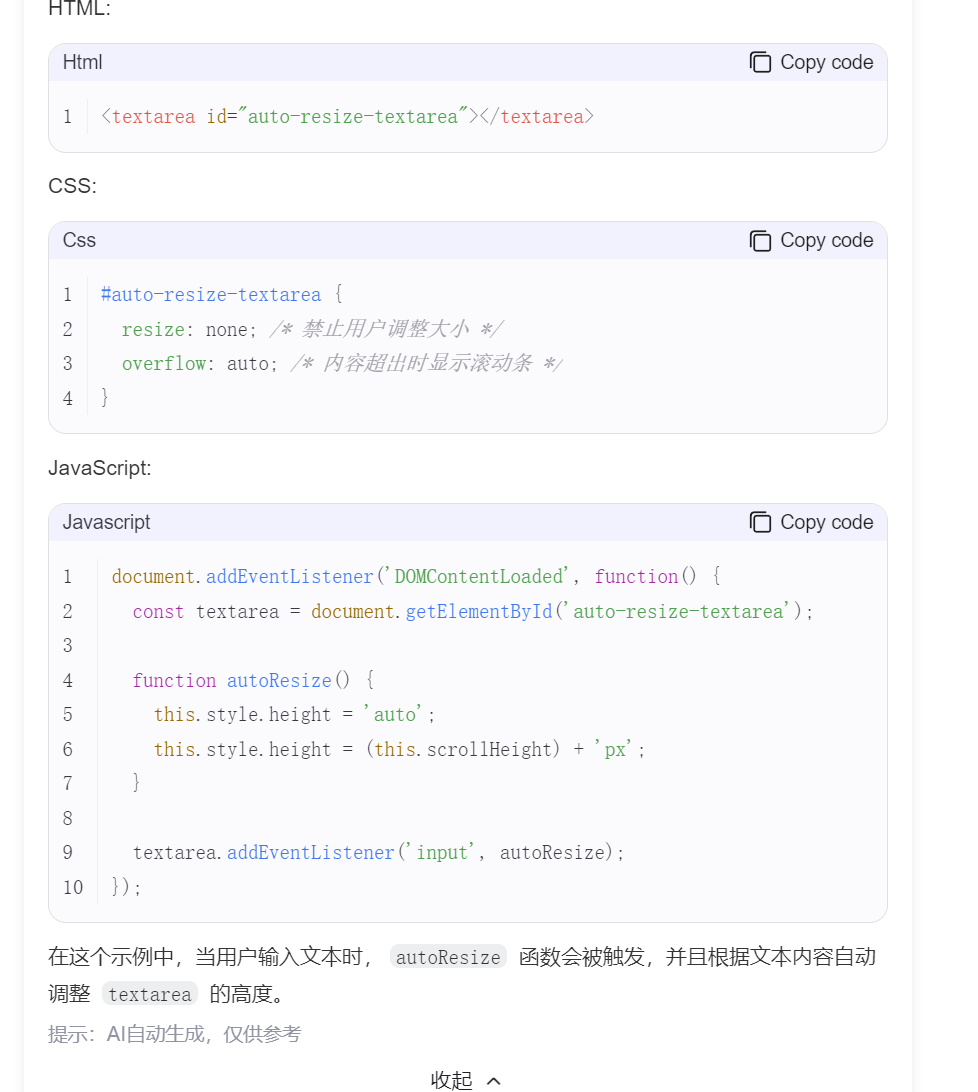 HTML:
Html Copy code
1 <textarea id="auto-resize-textarea"></textarea>
CSS:
Css Copy code
1 #auto-resize-textarea {
2   resize: none; /* 禁止用户调整大小 */
3   overflow: auto; /* 内容超出时显示滚动条 */
4 }
JavaScript:
Javascript Copy code
1 document.addEventListener('DOMContentLoaded', function() {
2   const textarea = document.getElementById('auto-resize-textarea');
3
4   function autoResize() {
5     this.style.height = 'auto';
6     this.style.height = (this.scrollHeight) + 'px';
7   }
8
9   textarea.addEventListener('input', autoResize);
10 });
在这个示例中，当用户输入文本时， autoResize 函数会被触发，并且根据文本内容自动
调整 textarea 的高度。
提示：AI自动生成，仅供参考
收起